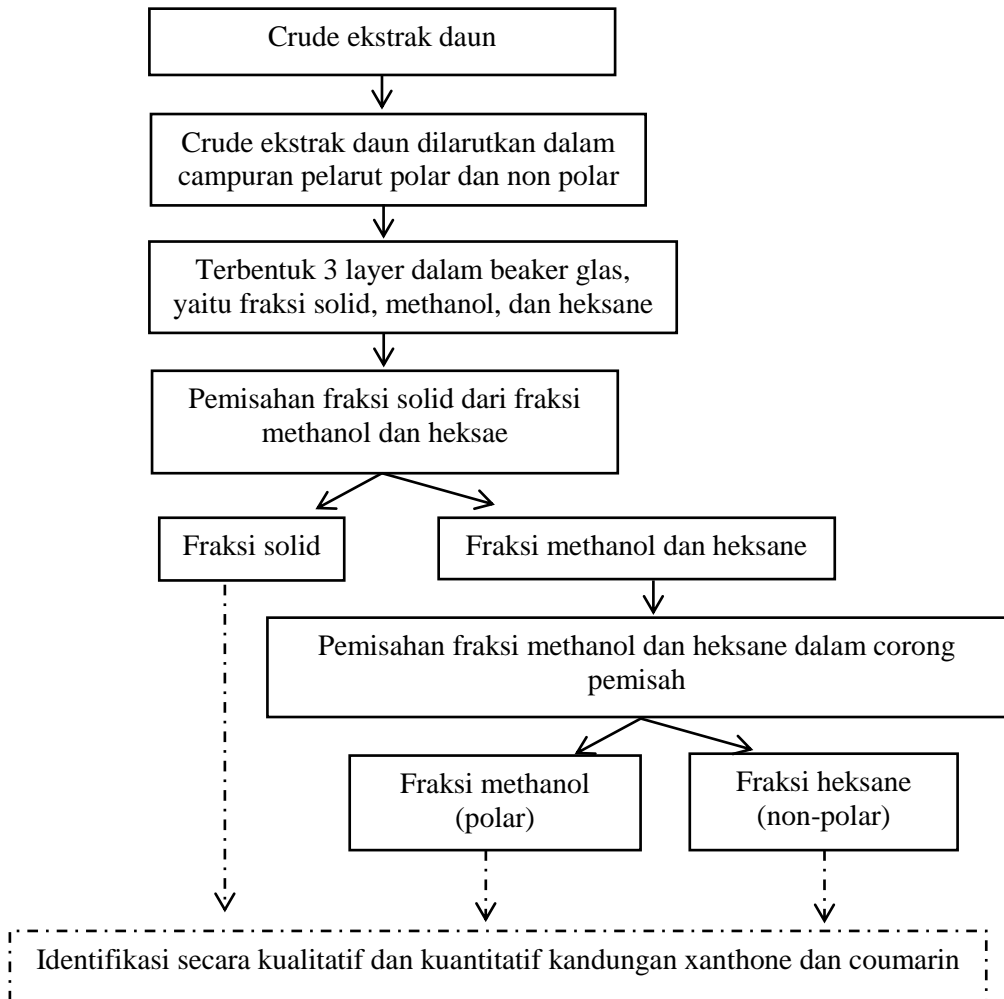 Crude ekstrak daun
Crude ekstrak daun dilarutkan dalam
campuran pelarut polar dan non polar
Terbentuk 3 layer dalam beaker glas,
yaitu fraksi solid, methanol, dan heksane
Pemisahan fraksi solid dari fraksi
methanol dan heksae
Fraksi solid
Fraksi methanol dan heksane
Pemisahan fraksi methanol dan heksane dalam corong
pemisah
Fraksi methanol
(polar)
Fraksi heksane
(non-polar)
Identifikasi secara kualitatif dan kuantitatif kandungan xanthone dan coumarin